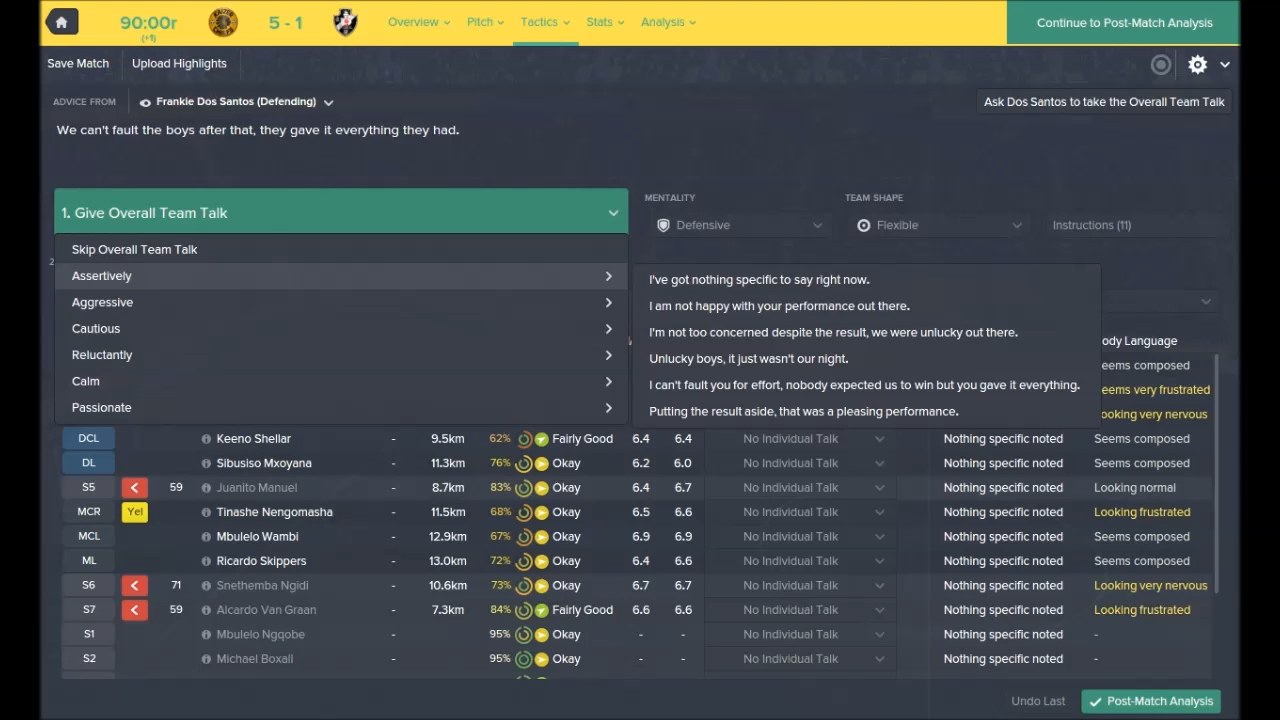 90:00r
(+1)
5 - 1
Overview
Pitch
Tactics
Stats
Analysis
Continue to Post-Match Analysis
Save Match
Upload Highlights
ADVICE FROM
Frankie Dos Santos (Defending)
Ask Dos Santos to take the Overall Team Talk
We can't fault the boys after that, they gave it everything they had.
MENTALITY
TEAM SHAPE
1. Give Overall Team Talk
Defensive
Flexible
Instructions (11)
Skip Overall Team Talk
2
Assertively
Aggressive
Cautious
Reluctantly
Calm
Passionate
I've got nothing specific to say right now.
I am not happy with your performance out there.
I'm not too concerned despite the result, we were unlucky out there.
Unlucky boys, it just wasn't our night.
I can't fault you for effort, nobody expected us to win but you gave it everything.
Putting the result aside, that was a pleasing performance.
ody Language
eems composed
eems very frustrated
ooking very nervous
DCL Keeno Shellar - 9.5km 62% Fairly Good 6.4 6.4 No Individual Talk Nothing specific noted Seems composed
DL Sibusiso Mxoyana - 11.3km 76% Okay 6.2 6.0 No Individual Talk Nothing specific noted Seems composed
S5 59 Juanito Manuel - 8.7km 83% Okay 6.4 6.7 No Individual Talk Nothing specific noted Looking normal
MCR Yel Tinashe Nengomasha - 11.5km 68% Okay 6.5 6.6 No Individual Talk Nothing specific noted Looking frustrated
MCL Mbulelo Wambi - 12.9km 67% Okay 6.9 6.9 No Individual Talk Nothing specific noted Seems composed
ML Ricardo Skippers - 13.0km 72% Okay 6.4 6.6 No Individual Talk Nothing specific noted Seems composed
S6 71 Snethemba Ngidi - 10.6km 73% Okay 6.7 6.7 No Individual Talk Nothing specific noted Looking very nervous
S7 59 Aicardo Van Graan - 7.3km 84% Fairly Good 6.6 6.6 No Individual Talk Nothing specific noted Looking frustrated
S1 Mbulelo Ngqobe - 95% Okay - - No Individual Talk Nothing specific noted -
S2 Michael Boxall - 95% Okay - - No Individual Talk Nothing specific noted -
Undo Last
Post-Match Analysis